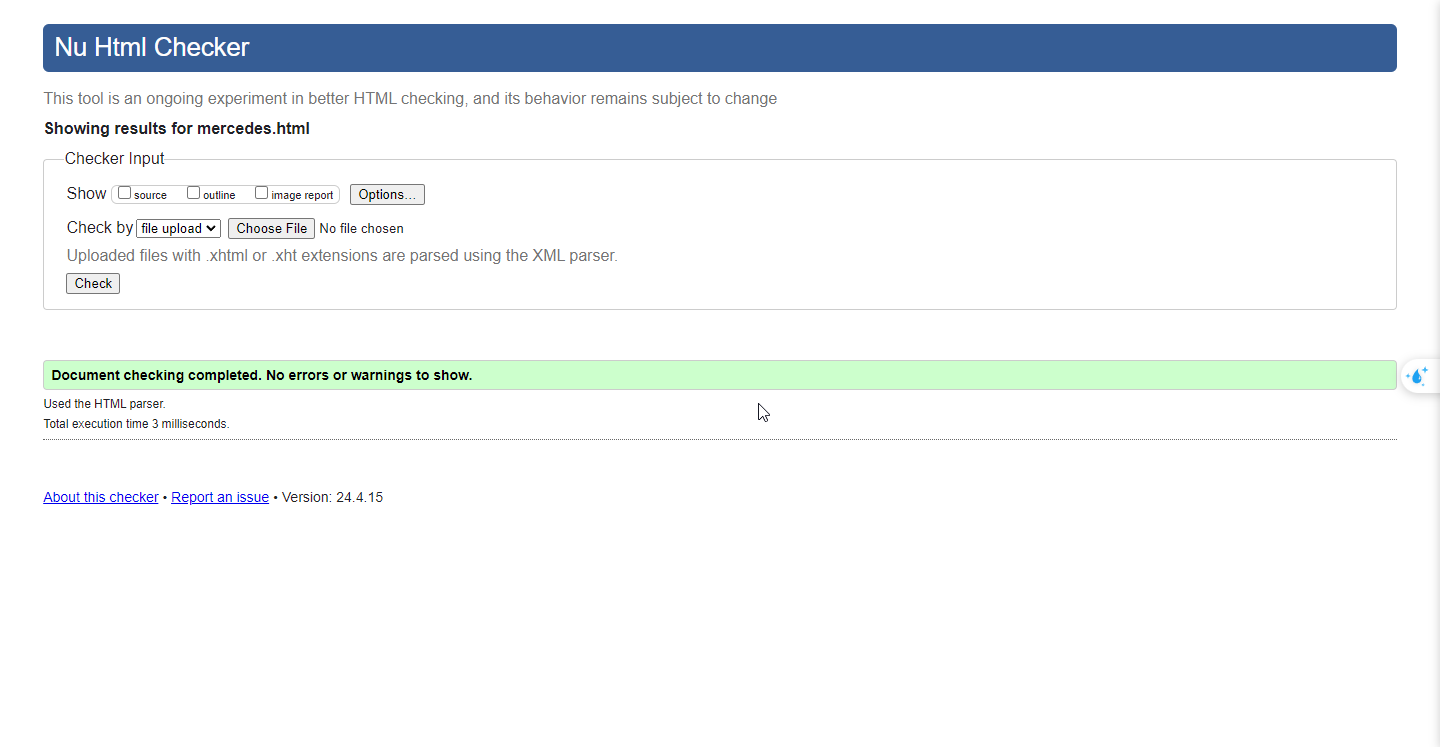 Nu Html Checker
This tool is an ongoing experiment in better HTML checking, and its behavior remains subject to change
Showing results for mercedes.html
Checker Input
Show source outline image report Options...
Check by file upload Choose File No file chosen
Uploaded files with .xhtml or .xht extensions are parsed using the XML parser.
Check
Document checking completed. No errors or warnings to show.
Used the HTML parser.
Total execution time 3 milliseconds.
About this checker • Report an issue • Version: 24.4.15